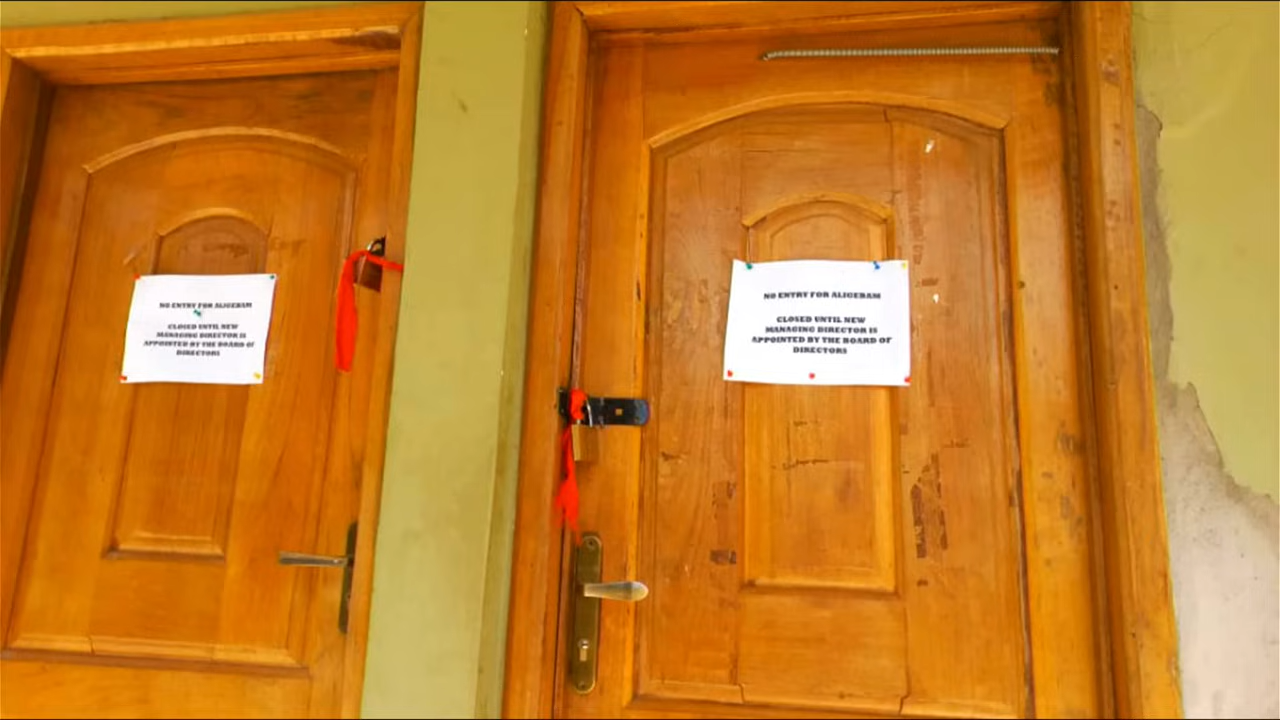 NO ENTRY FOR ALIGEBAM
CLOSED UNTIL NEW
MANAGING DIRECTOR IS
APPOINTED BY THE BOARD OF
DIRECTORS
NO ENTRY FOR ALIGEBAM
CLOSED UNTIL NEW
MANAGING DIRECTOR IS
APPOINTED BY THE BOARD OF
DIRECTORS